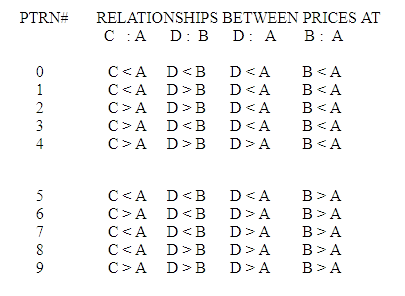 PTRN# RELATIONSHIPS BETWEEN PRICES AT
C : A D : B D : A B : A
0 C < A D < B D < A B < A
1 C < A D > B D < A B < A
2 C > A D > B D < A B < A
3 C > A D < B D < A B < A
4 C > A D > B D > A B < A
5 C < A D < B D < A B > A
6 C > A D < B D > A B > A
7 C < A D < B D > A B > A
8 C < A D > B D > A B > A
9 C > A D > B D > A B > A